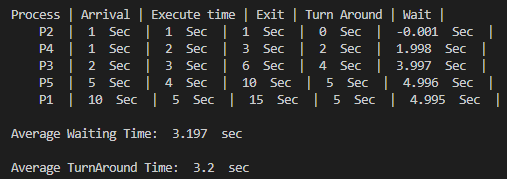 Process | Arrival | Execute time | Exit | Turn Around | Wait |
P2 | 1 Sec | 1 Sec | 1 Sec | 0 Sec | -0.001 Sec |
P4 | 1 Sec | 2 Sec | 3 Sec | 2 Sec | 1.998 Sec |
P3 | 2 Sec | 3 Sec | 6 Sec | 4 Sec | 3.997 Sec |
P5 | 5 Sec | 4 Sec | 10 Sec | 5 Sec | 4.996 Sec |
P1 | 10 Sec | 5 Sec | 15 Sec | 5 Sec | 4.995 Sec |
Average Waiting Time: 3.197 sec
Average TurnAround Time: 3.2 sec